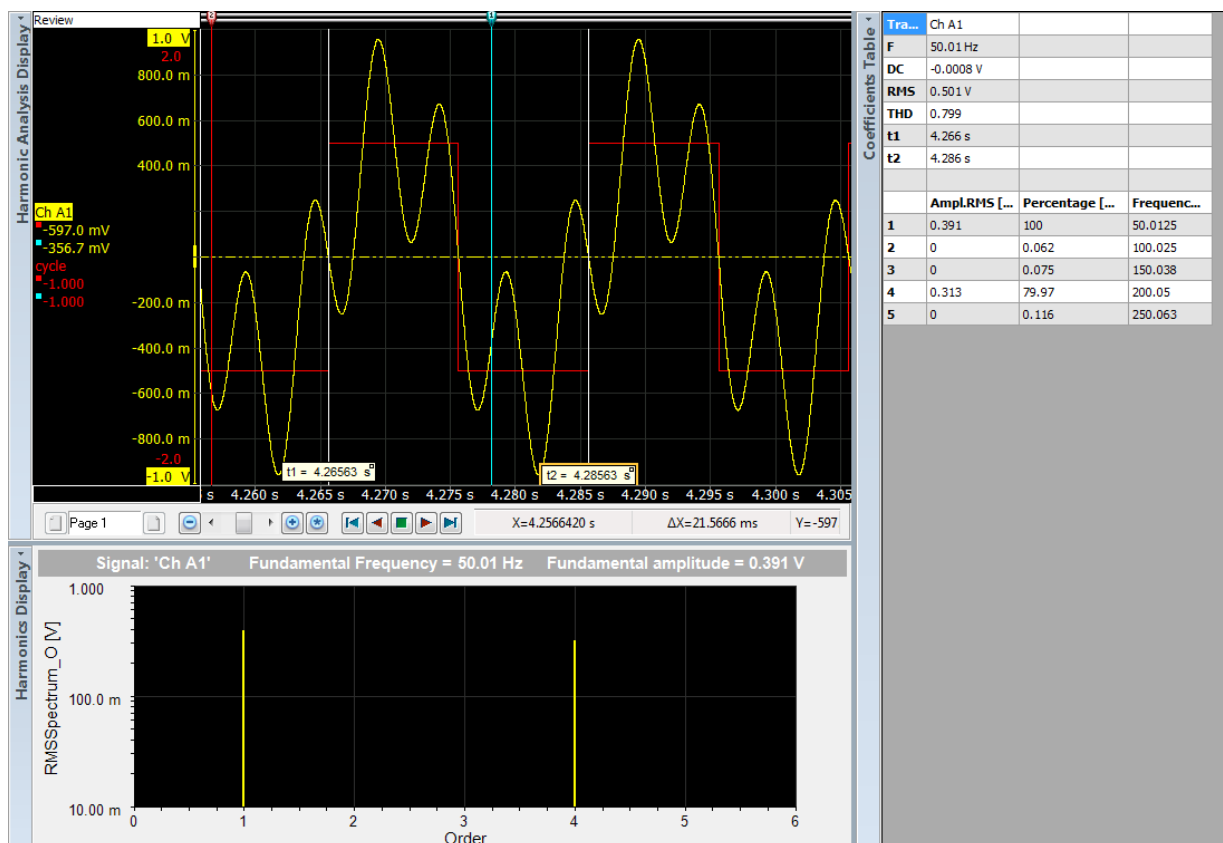 Harmonic Analysis Display
Review
2
1
1.0 V
2.0
800.0 m
600.0 m
400.0 m
Ch A1
-597.0 mV
-356.7 mV
cycle
-1.000
-1.000
-200.0 m
-400.0 m
-600.0 m
-800.0 m
-2.0
-1.0 V
t1 = 4.26563 s
t2 = 4.28563 s
s 4.260 s 4.265 s 4.270 s 4.275 s 4.280 s 4.285 s 4.290 s 4.295 s 4.300 s 4.305
Page 1 X=4.2566420 s ΔX=21.5666 ms Y=-597
Harmonics Display
Signal: 'Ch A1' Fundamental Frequency = 50.01 Hz Fundamental amplitude = 0.391 V
RMSSpectrum_O [V]
1.000
100.0 m
10.00 m
0 1 2 3 4 5 6
Order
Coefficients Table
Tra... Ch A1
F 50.01 Hz
DC -0.0008 V
RMS 0.501 V
THD 0.799
t1 4.266 s
t2 4.286 s
Ampl.RMS [... Percentage [... Frequenc...
1 0.391 100 50.0125
2 0 0.062 100.025
3 0 0.075 150.038
4 0.313 79.97 200.05
5 0 0.116 250.063